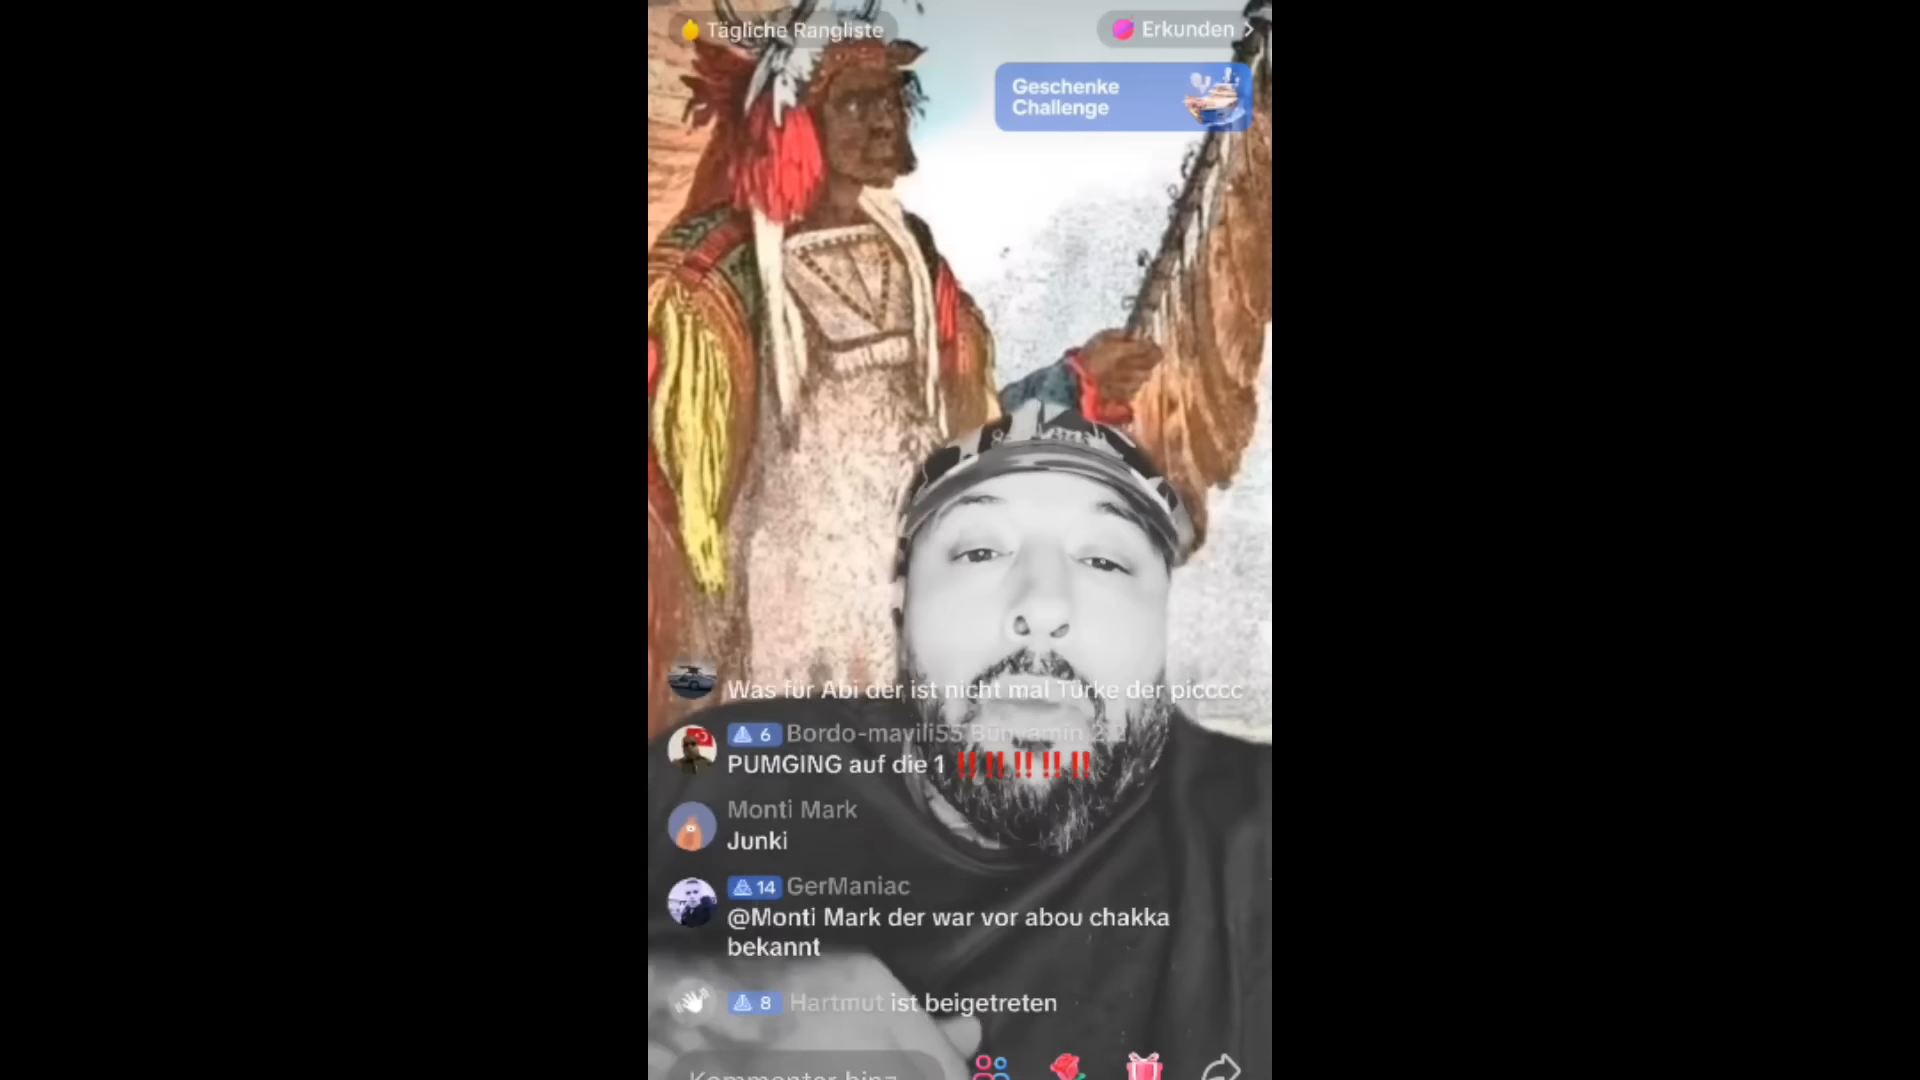 Tägliche Rangliste
Erkunden >
Geschenke
Challenge
Was für Abi der ist nicht mal Türke der picccc
6 Bordo-mavili55
PUMGING auf die 1 ‼️‼️‼️‼️‼️
Monti Mark
Junki
14 GerManiac
@Monti Mark der war vor abou chakka
bekannt
8 Hartmut ist beigetreten